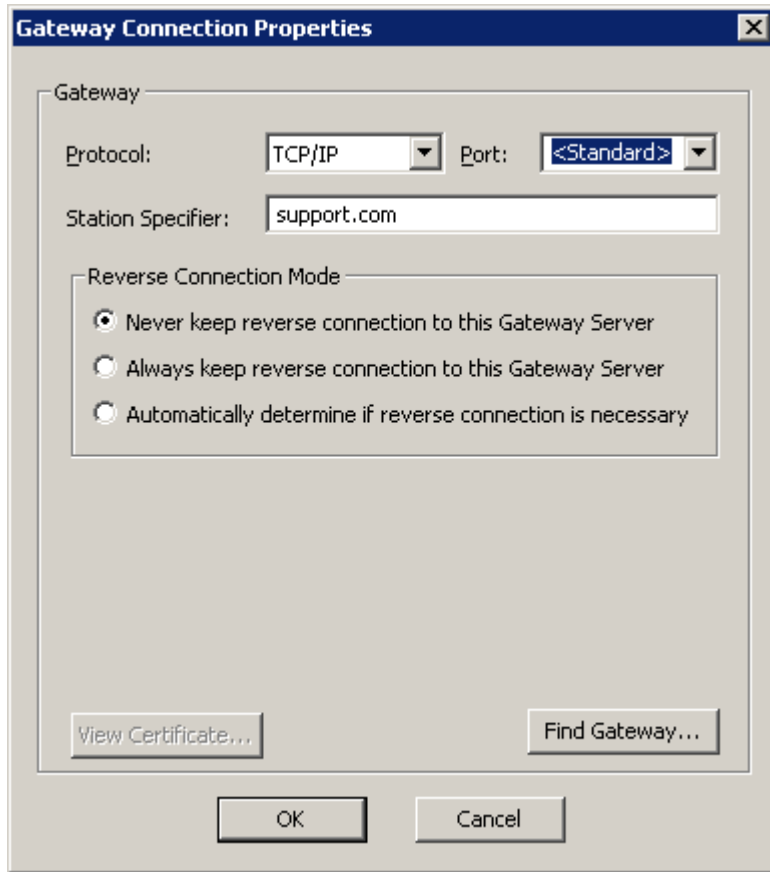 Gateway Connection Properties
Gateway
Protocol: TCP/IP Port: <Standard>
Station Specifier: support.com
Reverse Connection Mode
Never keep reverse connection to this Gateway Server
Always keep reverse connection to this Gateway Server
Automatically determine if reverse connection is necessary
View Certificate... Find Gateway...
OK Cancel